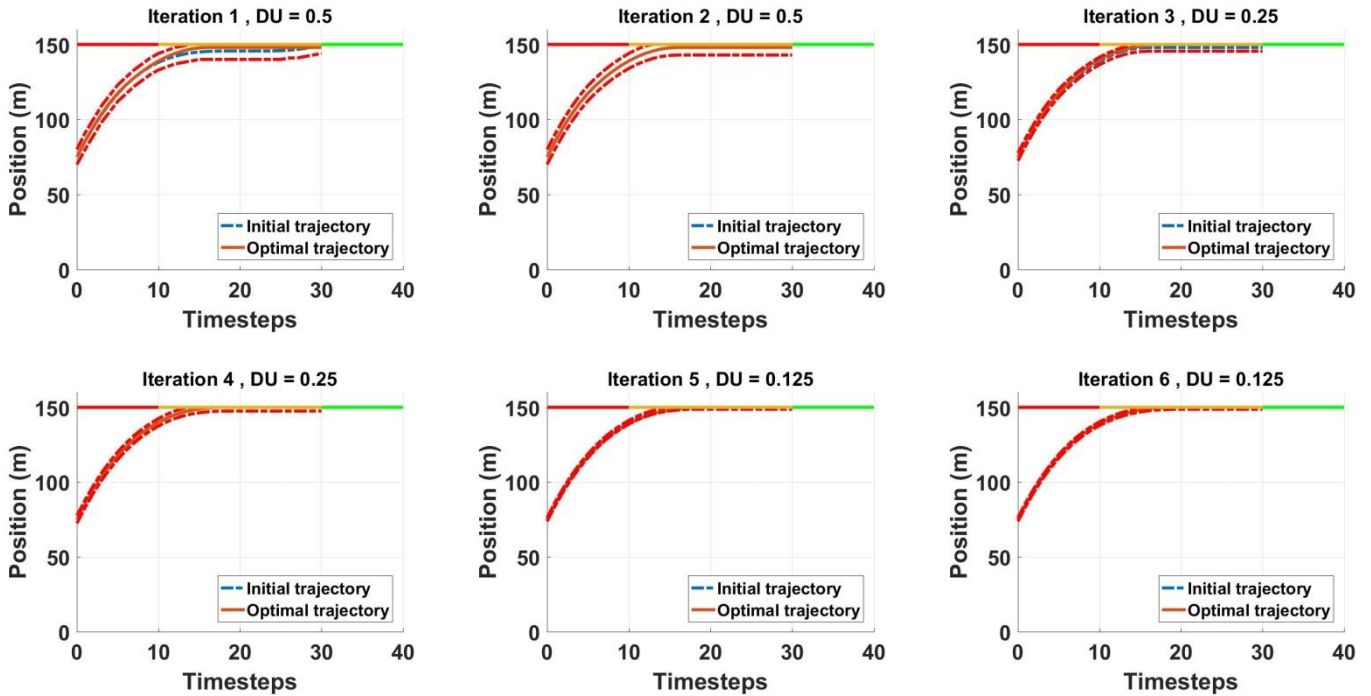 Iteration 1 , DU = 0.5
150
100
50
0
Position (m)
Initial trajectory
Optimal trajectory
0 10 20 30 40
Timesteps
Iteration 2 , DU = 0.5
150
100
50
0
Position (m)
Initial trajectory
Optimal trajectory
0 10 20 30 40
Timesteps
Iteration 3 , DU = 0.25
150
100
50
0
Position (m)
Initial trajectory
Optimal trajectory
0 10 20 30 40
Timesteps
Iteration 4 , DU = 0.25
150
100
50
0
Position (m)
Initial trajectory
Optimal trajectory
0 10 20 30 40
Timesteps
Iteration 5 , DU = 0.125
150
100
50
0
Position (m)
Initial trajectory
Optimal trajectory
0 10 20 30 40
Timesteps
Iteration 6 , DU = 0.125
150
100
50
0
Position (m)
Initial trajectory
Optimal trajectory
0 10 20 30 40
Timesteps